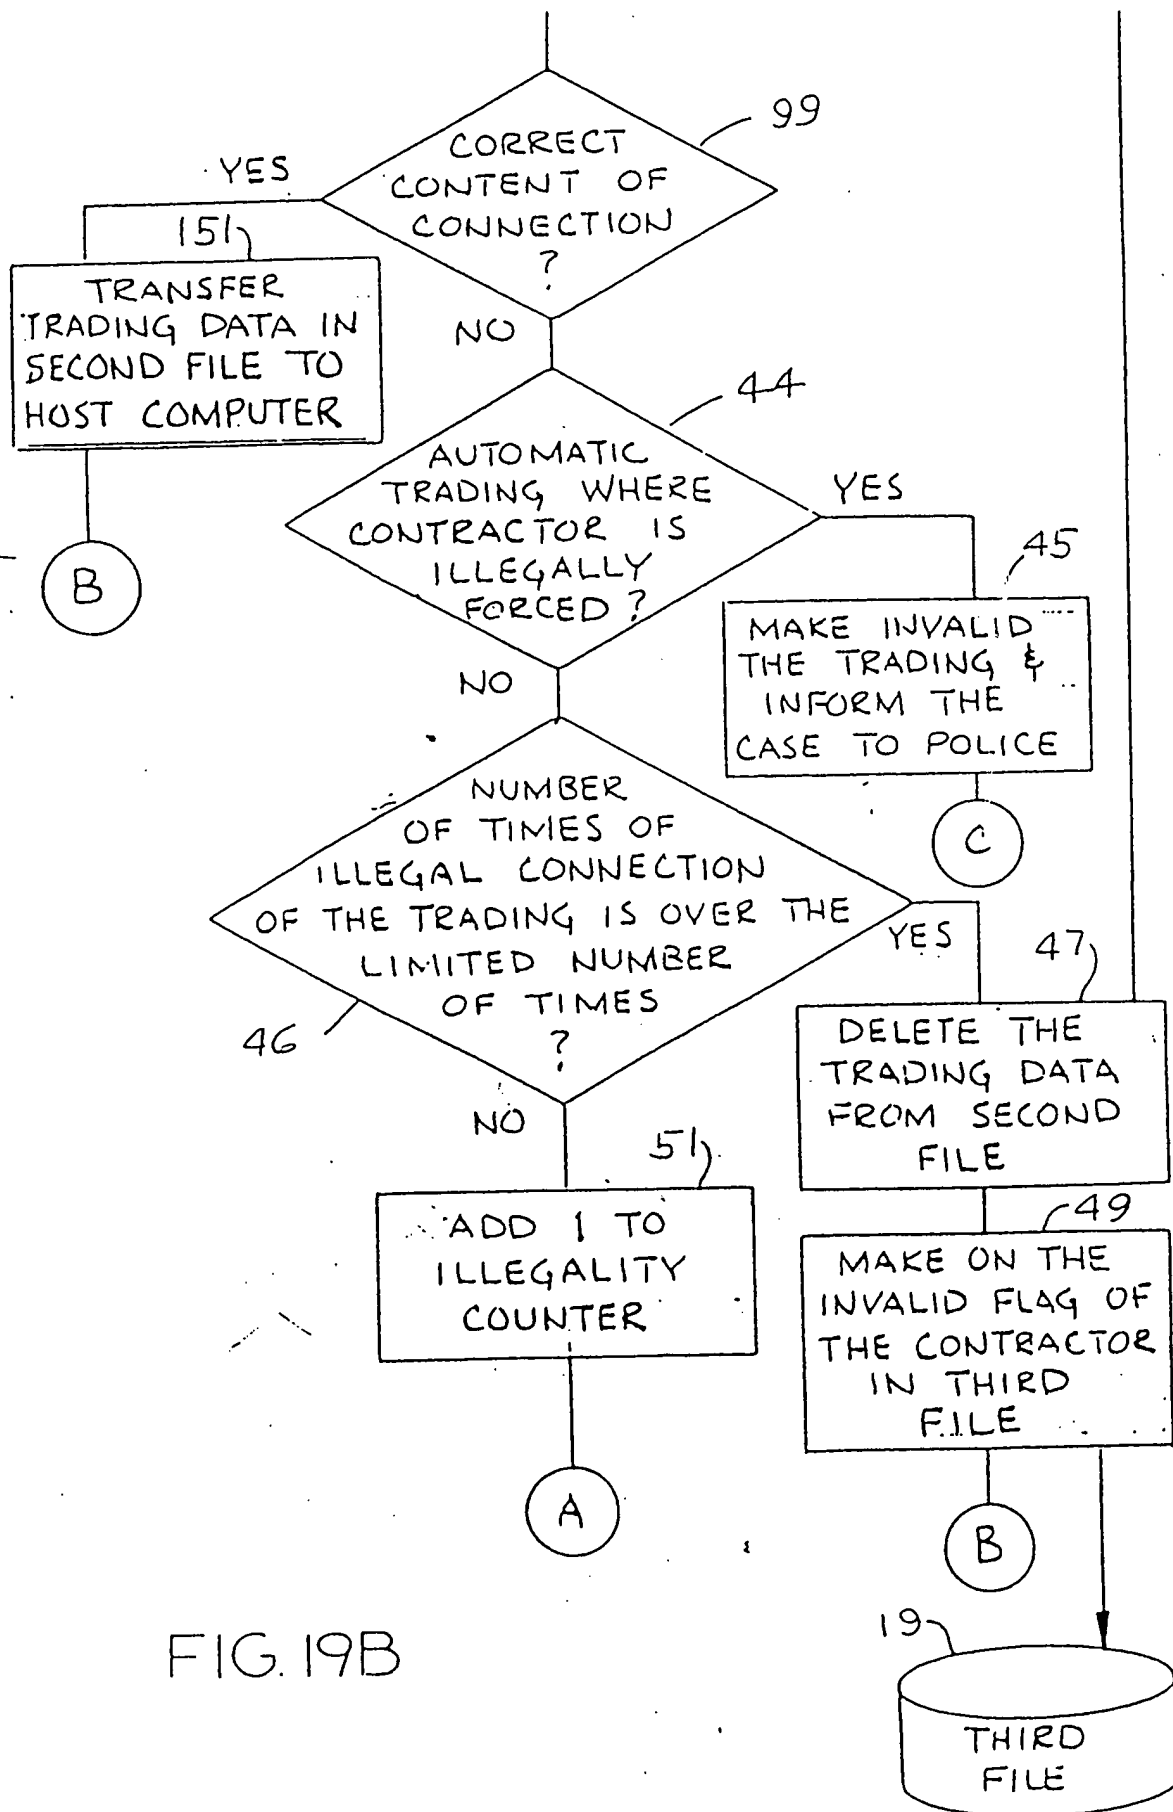 99
CORRECT
CONTENT OF
CONNECTION
?
YES
151
TRANSFER
TRADING DATA IN
SECOND FILE TO
HOST COMPUTER
B
NO
44
AUTOMATIC
TRADING WHERE
CONTRACTOR IS
ILLEGALLY
FORCED?
YES
45
MAKE INVALID
THE TRADING &
INFORM THE
CASE TO POLICE
C
NO
NUMBER
OF TIMES OF
ILLEGAL CONNECTION
OF THE TRADING IS OVER THE
LIMITED NUMBER
OF TIMES
?
46
YES
47
DELETE THE
TRADING DATA
FROM SECOND
FILE
49
MAKE ON THE
INVALID FLAG OF
THE CONTRACTOR
IN THIRD
FILE
B
NO
51
ADD 1 TO
ILLEGALITY
COUNTER
A
19
THIRD
FILE
FIG. 19B